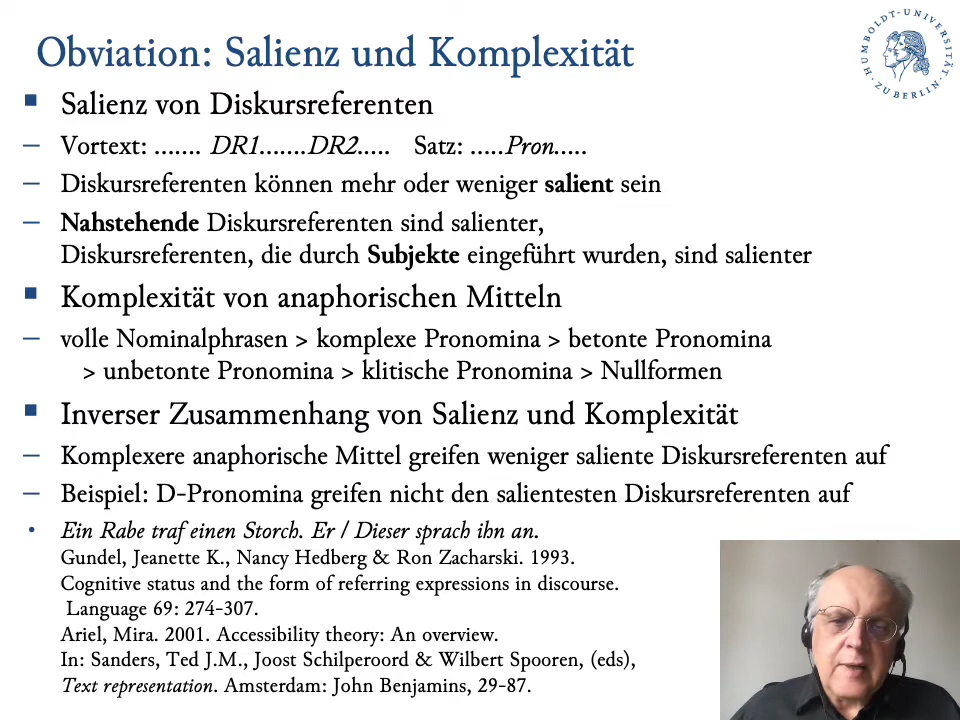 Obviation: Salienz und Komplexität
HUMBOLDT-UNIVERSITÄT
ZU BERLIN
Salienz von Diskursreferenten
Vortext: ....... DR1.......DR2..... Satz: .....Pron.....
Diskursreferenten können mehr oder weniger salient sein
Nahstehende Diskursreferenten sind salienter,
Diskursreferenten, die durch Subjekte eingeführt wurden, sind salienter
Komplexität von anaphorischen Mitteln
volle Nominalphrasen > komplexe Pronomina > betonte Pronomina
> unbetonte Pronomina > klitische Pronomina > Nullformen
Inverser Zusammenhang von Salienz und Komplexität
Komplexere anaphorische Mittel greifen weniger saliente Diskursreferenten auf
Beispiel: D-Pronomina greifen nicht den salientesten Diskursreferenten auf
Ein Rabe traf einen Storch. Er / Dieser sprach ihn an.
Gundel, Jeanette K., Nancy Hedberg & Ron Zacharski. 1993.
Cognitive status and the form of referring expressions in discourse.
Language 69: 274-307.
Ariel, Mira. 2001. Accessibility theory: An overview.
In: Sanders, Ted J.M., Joost Schilperoord & Wilbert Spooren, (eds),
Text representation. Amsterdam: John Benjamins, 29-87.